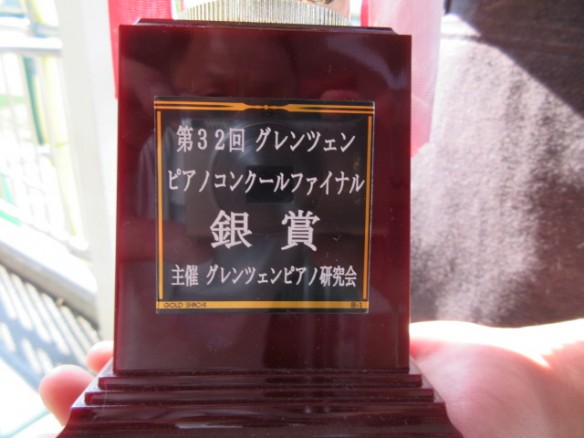 第32回 グレンツェン
ピアノコンクールファイナル
銀賞
主催 グレンツェンピアノ研究会
GOLD SHACHI